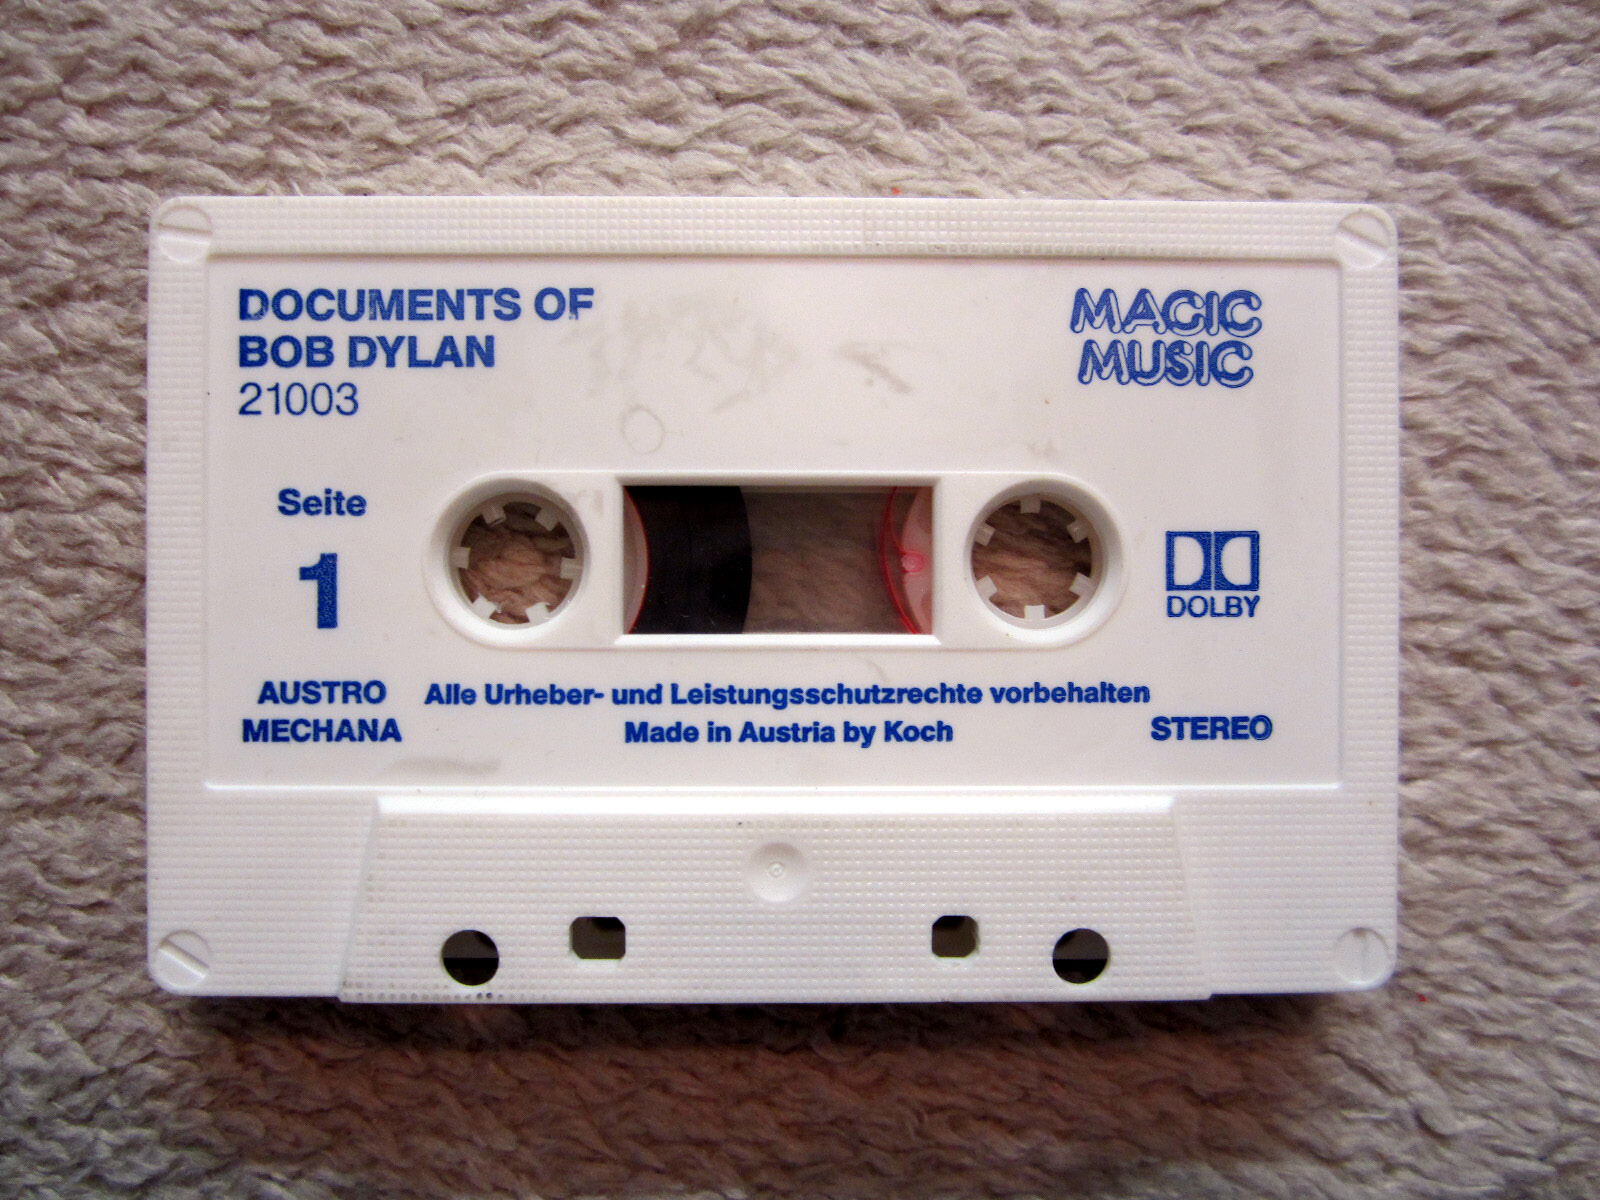 DOCUMENTS OF
BOB DYLAN
21003
MAGIC
MUSIC
Seite
1
DOLBY
AUSTRO
MECHANA
Alle Urheber- und Leistungsschutzrechte vorbehalten
Made in Austria by Koch
STEREO